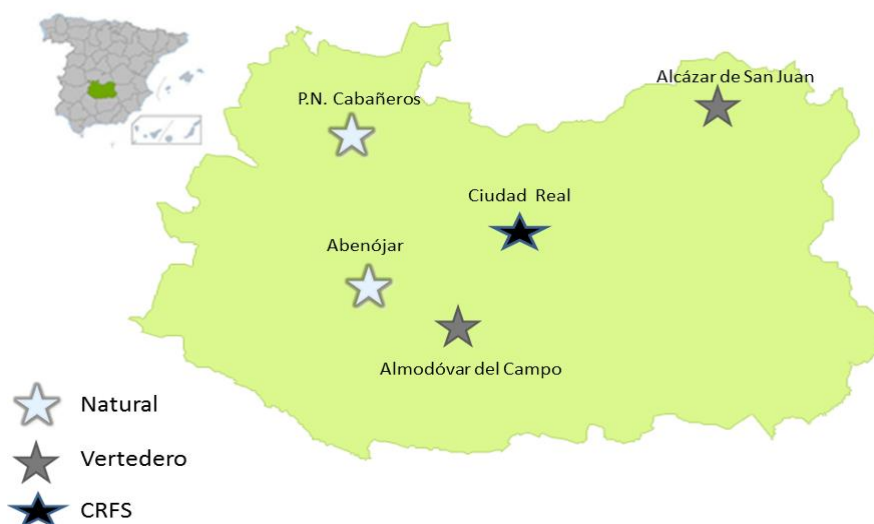 Alcázar de San Juan
P.N. Cabañeros
Ciudad Real
Abenójar
Almodóvar del Campo
Natural
Vertedero
CRFS